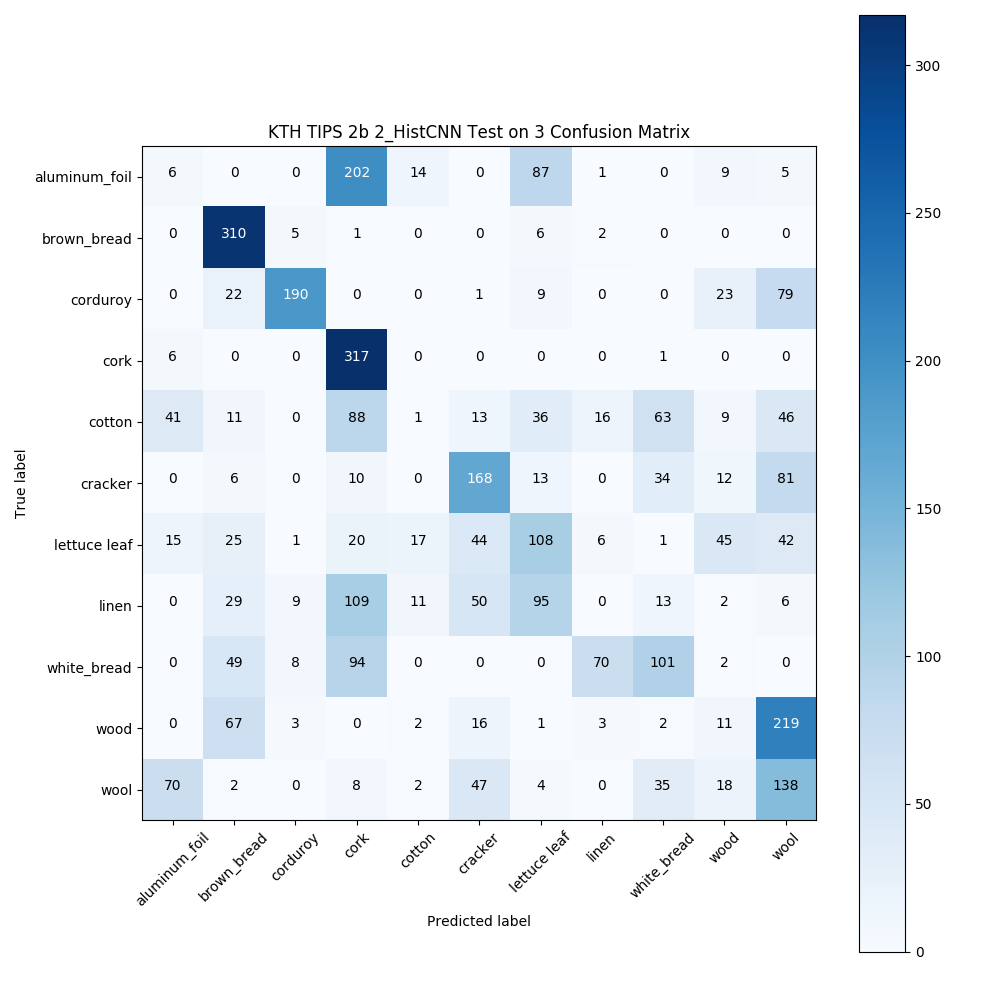 KTH TIPS 2b 2_HistCNN Test on 3 Confusion Matrix
aluminum_foil 6 0 0 202 14 0 87 1 0 9 5
brown_bread 0 310 5 1 0 0 6 2 0 0 0
corduroy 0 22 190 0 0 1 9 0 0 23 79
cork 6 0 0 317 0 0 0 0 1 0 0
cotton 41 11 0 88 1 13 36 16 63 9 46
cracker 0 6 0 10 0 168 13 0 34 12 81
lettuce leaf 15 25 1 20 17 44 108 6 1 45 42
linen 0 29 9 109 11 50 95 0 13 2 6
white_bread 0 49 8 94 0 0 0 70 101 2 0
wood 0 67 3 0 2 16 1 3 2 11 219
wool 70 2 0 8 2 47 4 0 35 18 138
True label
aluminum_foil brown_bread corduroy cork cotton cracker lettuce leaf linen white_bread wood wool
Predicted label
300
250
200
150
100
50
0